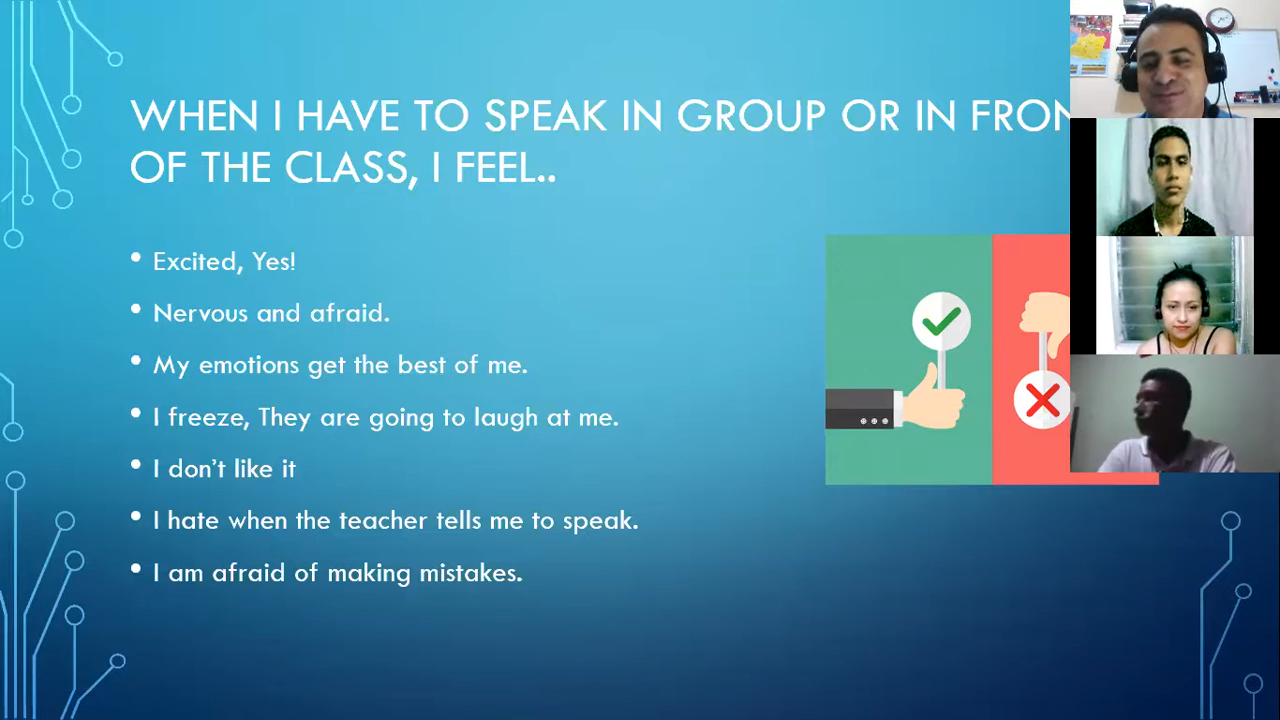 WHEN I HAVE TO SPEAK IN GROUP OR IN FRON
OF THE CLASS, I FEEL..
• Excited, Yes!
• Nervous and afraid.
• My emotions get the best of me.
• I freeze, They are going to laugh at me.
• I don’t like it
• I hate when the teacher tells me to speak.
• I am afraid of making mistakes.